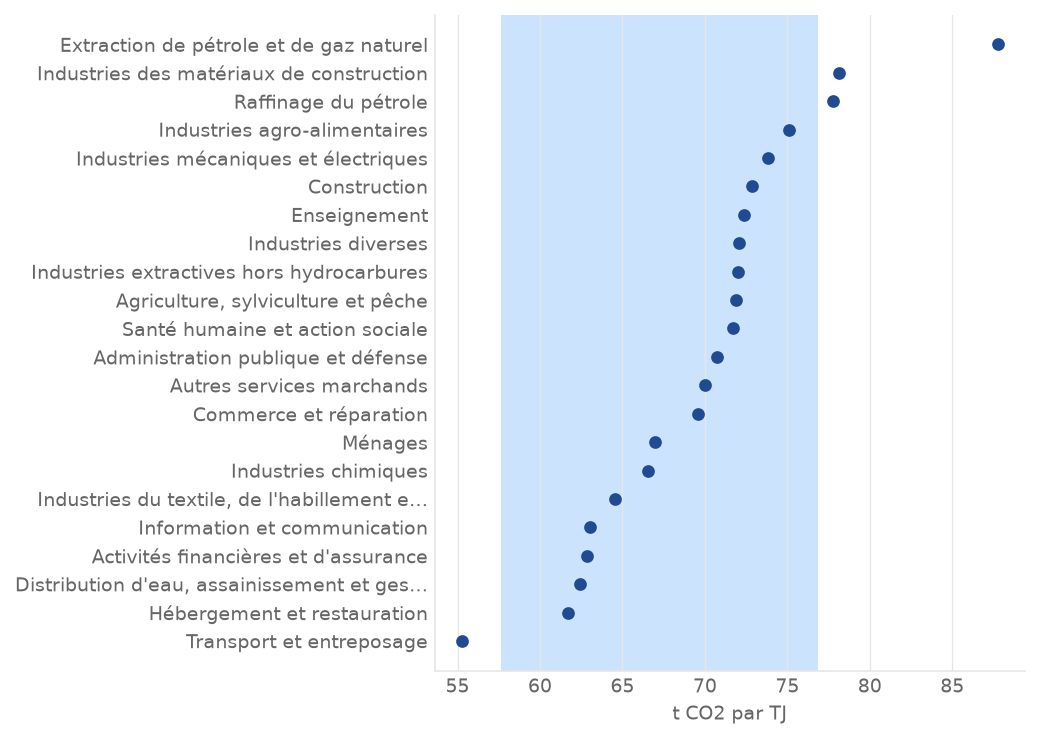 Extraction de pétrole et de gaz naturel
Industries des matériaux de construction
Raffinage du pétrole
Industries agro-alimentaires
Industries mécaniques et électriques
Construction
Enseignement
Industries diverses
Industries extractives hors hydrocarbures
Agriculture, sylviculture et pêche
Santé humaine et action sociale
Administration publique et défense
Autres services marchands
Commerce et réparation
Ménages
Industries chimiques
Industries du textile, de l'habillement e…
Information et communication
Activités financières et d'assurance
Distribution d'eau, assainissement et ges…
Hébergement et restauration
Transport et entreposage
55 60 65 70 75 80 85
t CO2 par TJ